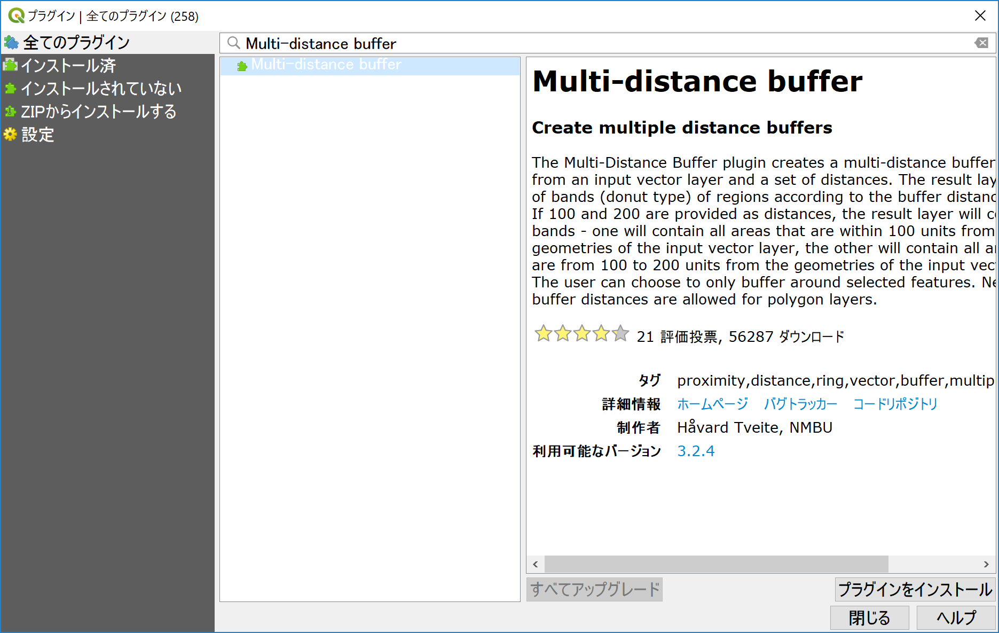 プラグイン | 全てのプラグイン (258)
全てのプラグイン
インストール済
インストールされていない
ZIPからインストールする
設定
Multi-distance buffer
Multi-distance buffer
Multi-distance buffer
Create multiple distance buffers
The Multi-Distance Buffer plugin creates a multi-distance buffer
from an input vector layer and a set of distances. The result
of bands (donut type) of regions according to the buffer
If 100 and 200 are provided as distances, the result layer will
bands - one will contain all areas that are within 100 units from
geometries of the input vector layer, the other will contain all
are from 100 to 200 units from the geometries of the input
The user can choose to only buffer around selected features.
buffer distances are allowed for polygon layers.
21 評価投票, 56287 ダウンロード
タグ proximity,distance,ring,vector,buffer,multip
詳細情報 ホームページ バグトラッカー コードリポジトリ
制作者 Håvard Tveite, NMBU
利用可能なバージョン 3.2.4
すべてアップグレード
プラグインをインストール
閉じる
ヘルプ